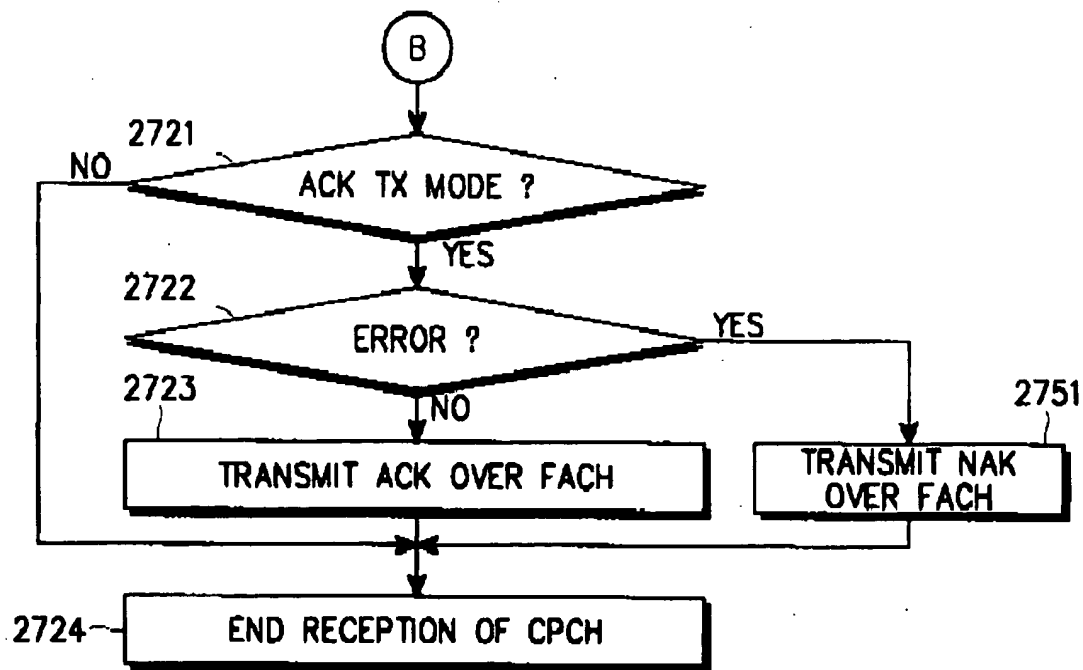 B
2721
NO
ACK TX MODE ?
YES
2722
ERROR ?
YES
2723
NO
2751
TRANSMIT ACK OVER FACH
TRANSMIT NAK
OVER FACH
2724
END RECEPTION OF CPCH